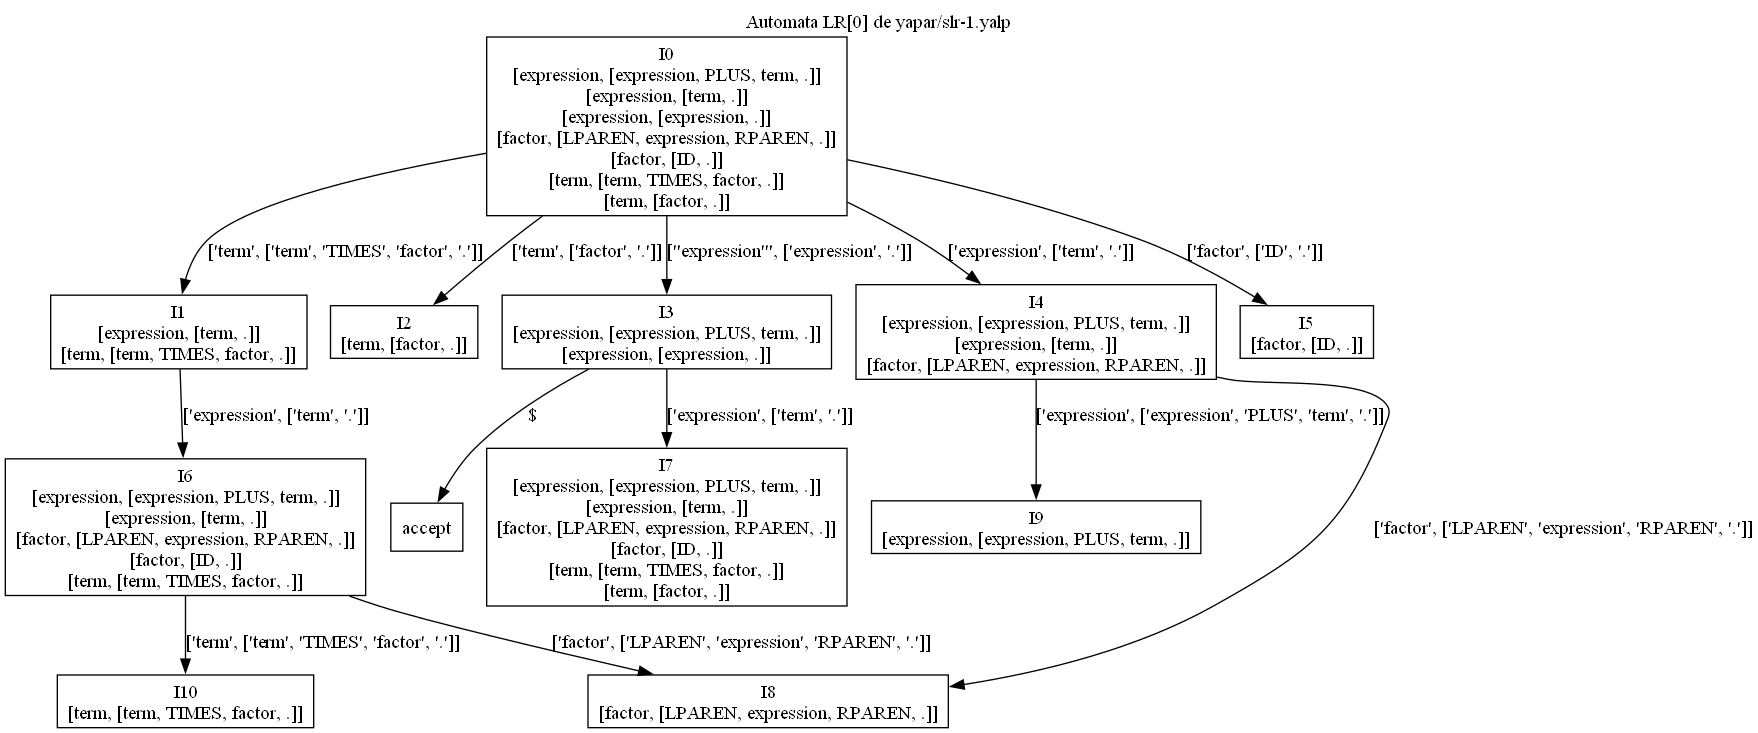 Automata LR[0] de yapar/slr-1.yalp
I0
[expression, [expression, PLUS, term, .]]
[expression, [term, .]]
[expression, [expression, .]]
[factor, [LPAREN, expression, RPAREN, .]]
[factor, [ID, .]]
[term, [term, TIMES, factor, .]]
[term, [factor, .]]
['term', ['term', 'TIMES', 'factor', '.']]
['term', ['factor', '.']]
[''expression''', ['expression', '.']]
['expression', ['term', '.']]
['factor', ['ID', '.']]
I1
[expression, [term, .]]
[term, [term, TIMES, factor, .]]
I2
[term, [factor, .]]
I3
[expression, [expression, PLUS, term, .]]
[expression, [expression, .]]
I4
[expression, [expression, PLUS, term, .]]
[expression, [term, .]]
[factor, [LPAREN, expression, RPAREN, .]]
I5
[factor, [ID, .]]
['expression', ['term', '.']]
$
['expression', ['term', '.']]
['expression', ['expression', 'PLUS', 'term', '.']]
I6
[expression, [expression, PLUS, term, .]]
[expression, [term, .]]
[factor, [LPAREN, expression, RPAREN, .]]
[factor, [ID, .]]
[term, [term, TIMES, factor, .]]
accept
I7
[expression, [expression, PLUS, term, .]]
[expression, [term, .]]
[factor, [LPAREN, expression, RPAREN, .]]
[factor, [ID, .]]
[term, [term, TIMES, factor, .]]
[term, [factor, .]]
I9
[expression, [expression, PLUS, term, .]]
['factor', ['LPAREN', 'expression', 'RPAREN', '.']]
['term', ['term', 'TIMES', 'factor', '.']]
['factor', ['LPAREN', 'expression', 'RPAREN', '.']]
I10
[term, [term, TIMES, factor, .]]
I8
[factor, [LPAREN, expression, RPAREN, .]]